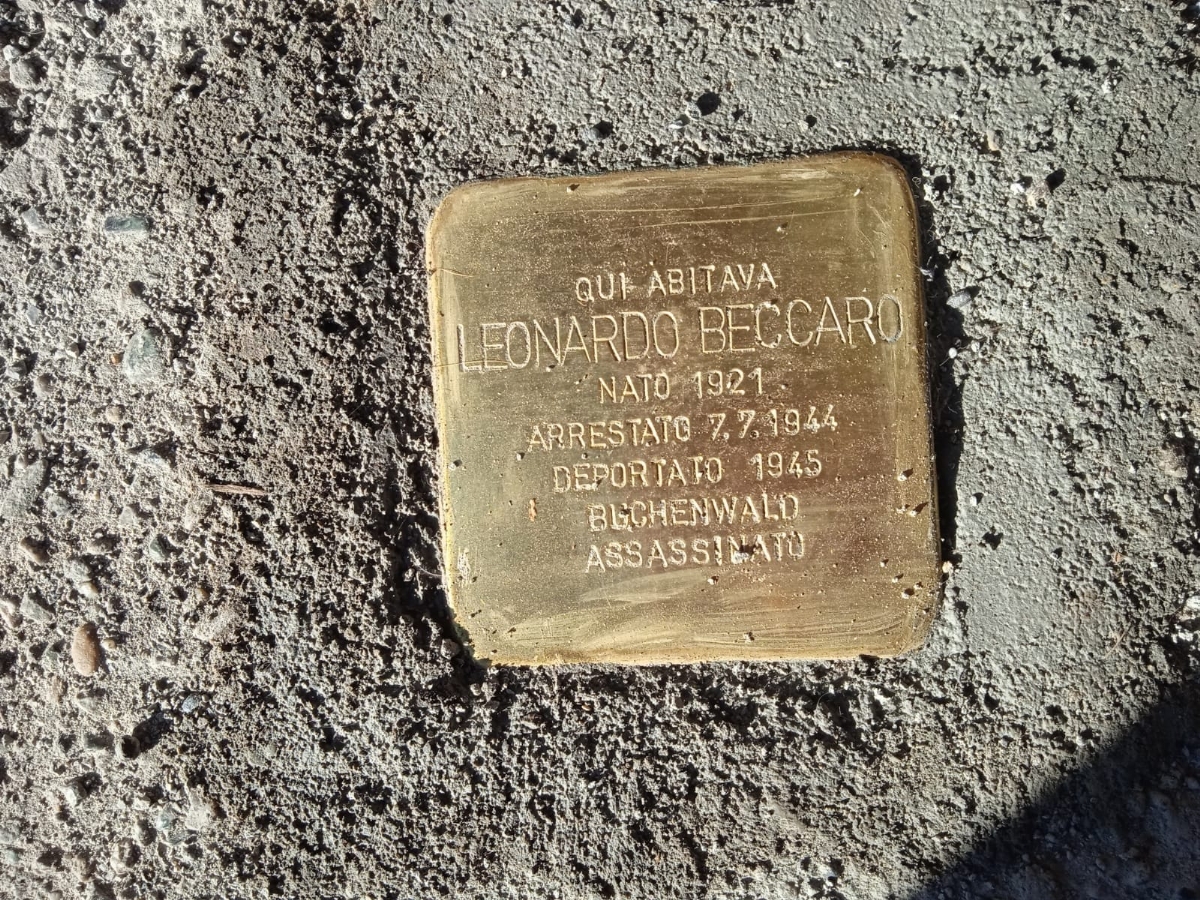 QUI ABITAVA
LEONARDO BECCARO
NATO 1921
ARRESTATO 7.7.1944
DEPORTATO 1945
BUCHENWALD
ASSASSINATO